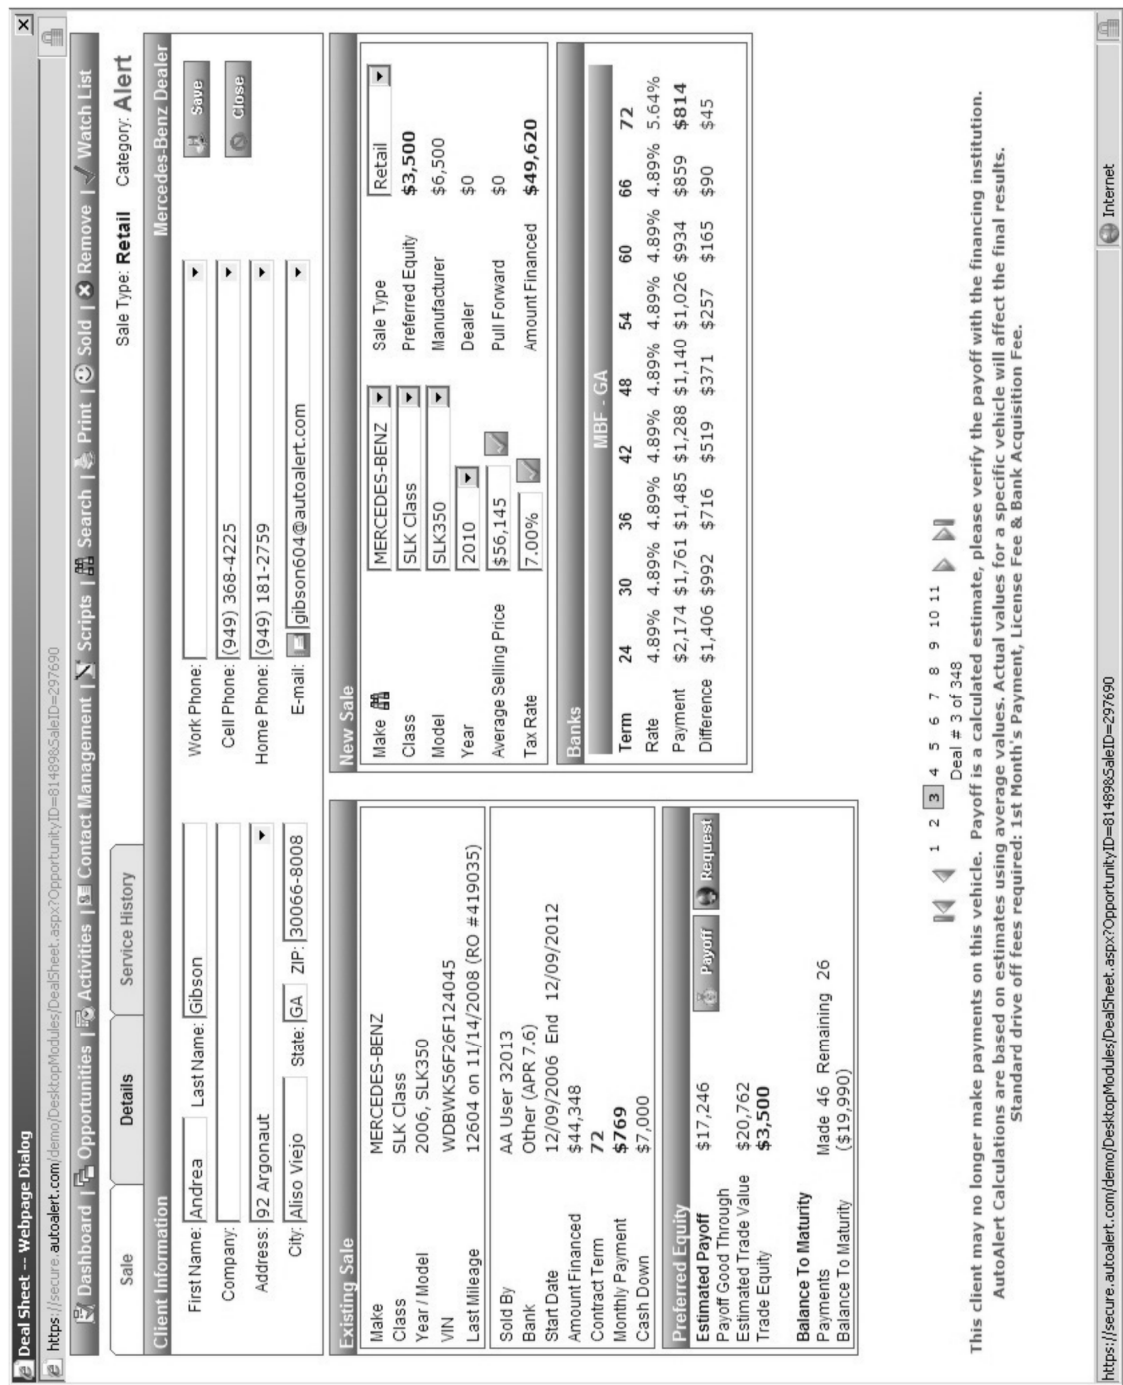 Deal Sheet -- Webpage Dialog
https://secure.autoalert.com/demo/DesktopModules/DealSheet.aspx?OpportunityID=81489&SaleID=297690
Dashboard | Opportunities | Activities | Contact Management | Scripts | Search | Print | Sold | Remove | Watch List
Sale Details Service History
Sale Type: Retail Category: Alert
Client Information Mercedes-Benz Dealer
First Name: Andrea Last Name: Gibson Work Phone: Save
Company: Cell Phone: (949) 368-4225 Close
Address: 92 Argonaut Home Phone: (949) 181-2759
City: Aliso Viejo State: GA ZIP: 30066-8008 E-mail: gibson604@autoalert.com
Existing Sale
Make MERCEDES-BENZ
Class SLK Class
Year / Model 2006, SLK350
VIN WDBWK56F26F124045
Last Mileage 12604 on 11/14/2008 (RO #419035)
Sold By AA User 32013
Bank Other (APR 7.6)
Start Date 12/09/2006 End 12/09/2012
Amount Financed $44,348
Contract Term 72
Monthly Payment $769
Cash Down $7,000
Preferred Equity
Estimated Payoff $17,246 Payoff Request
Payoff Good Through
Estimated Trade Value $20,762
Trade Equity $3,500
Balance To Maturity
Payments Made 46 Remaining 26
Balance To Maturity ($19,990)
New Sale
Make MERCEDES-BENZ Sale Type Retail
Class SLK Class Preferred Equity $3,500
Model SLK350 Manufacturer $6,500
Year 2010 Dealer $0
Average Selling Price $56,145 Pull Forward $0
Tax Rate 7.00% Amount Financed $49,620
Banks
MBF - GA
Term 24 30 36 42 48 54 60 66 72
Rate 4.89% 4.89% 4.89% 4.89% 4.89% 4.89% 4.89% 4.89% 5.64%
Payment $2,174 $1,761 $1,485 $1,288 $1,140 $1,026 $934 $859 $814
Difference $1,406 $992 $716 $519 $371 $257 $165 $90 $45
1 2 3 4 5 6 7 8 9 10 11
Deal # 3 of 348
This client may no longer make payments on this vehicle. Payoff is a calculated estimate, please verify the payoff with the financing institution.
AutoAlert Calculations are based on estimates using average values. Actual values for a specific vehicle will affect the final results.
Standard drive off fees required: 1st Month's Payment, License Fee & Bank Acquisition Fee.
https://secure.autoalert.com/demo/DesktopModules/DealSheet.aspx?OpportunityID=81489&SaleID=297690 Internet